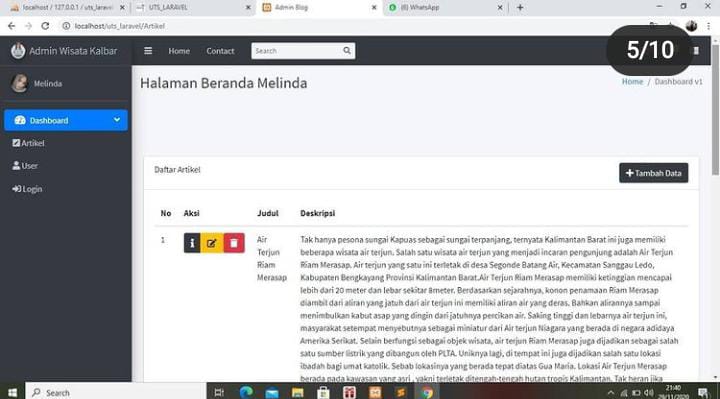 localhost / 127.0.0.1 / uts_laravel
UTS_LARAVEL
Admin Blog
(6) WhatsApp
localhost/uts_laravel/Artikel
Admin Wisata Kalbar
Home
Contact
Search
5/10
Melinda
Halaman Beranda Melinda
Home / Dashboard v1
Dashboard
Artikel
User
Login
Daftar Artikel
+Tambah Data
No Aksi Judul Deskripsi
1
Air
Terjun
Riam
Merasap
Tak hanya pesona sungai Kapuas sebagai sungai terpanjang, ternyata Kalimantan Barat ini juga memiliki
beberapa wisata air terjun. Salah satu wisata air terjun yang menjadi incaran pengunjung adalah Air Terjun
Riam Merasap. Air terjun yang satu ini terletak di desa Segonde Batang Air, Kecamatan Sanggau Ledo,
Kabupaten Bengkayang Provinsi Kalimantan Barat.Air Terjun Riam Merasap memiliki ketinggian mencapai
lebih dari 20 meter dan lebar sekitar 8meter. Berdasarkan sejarahnya, konon penamaan Riam Merasap
diambil dari aliran yang jatuh dari air terjun ini memiliki aliran air yang deras. Bahkan alirannya sampai
menimbulkan kabut asap yang dingin dari jatuhnya percikan air. Saking tinggi dan lebarnya air terjun ini,
masyarakat setempat menyebutnya sebagai miniatur dari Air terjun Niagara yang berada di negara adidaya
Amerika Serikat. Selain berfungsi sebagai objek wisata, air terjun Riam Merasap juga dijadikan sebagai salah
satu sumber listrik yang dibangun oleh PLTA. Uniknya lagi, di tempat ini juga dijadikan salah satu lokasi
ibadah bagi umat katolik. Sebab lokasinya yang berada tepat diatas Gua Maria. Lokasi Air Terjun Merasap
berada pada kawasan yang asri , yakni terletak ditengah-tengah hutan tropis Kalimantan. Tak heran jika
Search
21:40
29/11/2020